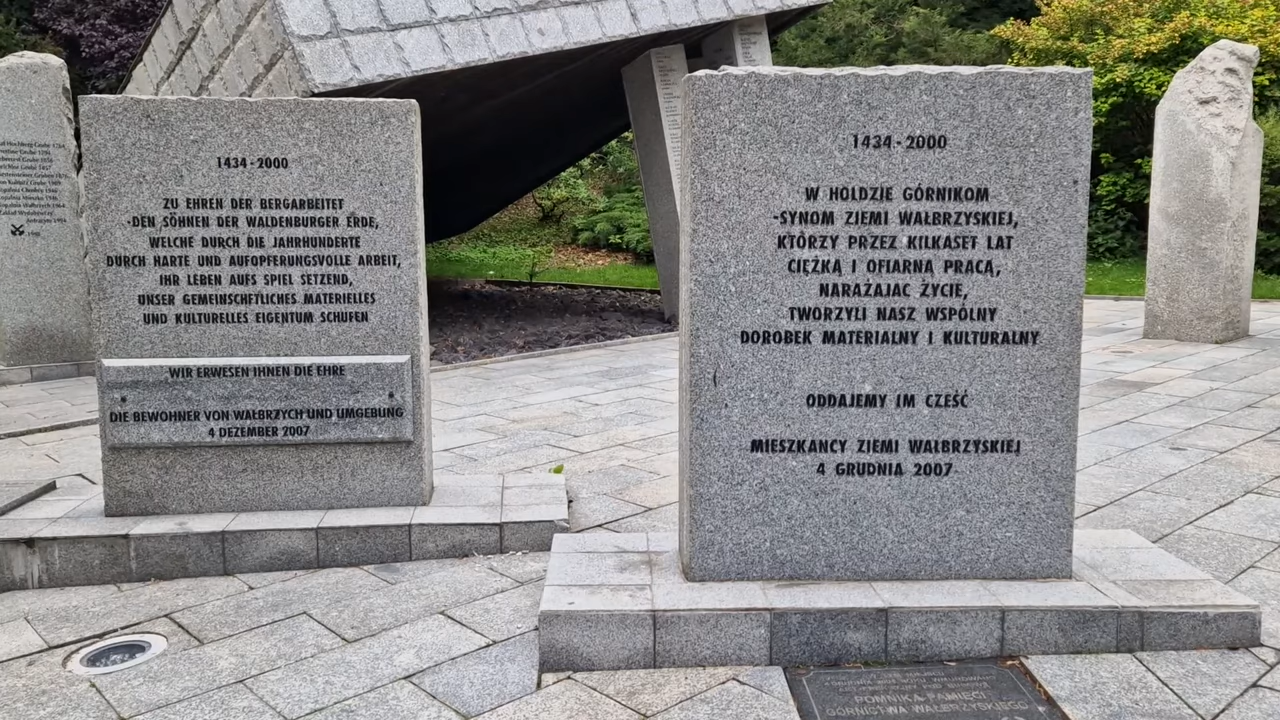 1434-2000
ZU EHREN DER BERGARBEITET
-DEN SÖHNEN DER WALDENBURGER ERDE,
WELCHE DURCH DIE JAHRHUNDERTE
DURCH HARTE UND AUFOPFERUNGSVOLLE ARBEIT,
IHR LEBEN AUFS SPIEL SETZEND,
UNSER GEMEINSCHFTLICHES MATERIELLES
UND KULTURELLES EIGENTUM SCHUFEN
WIR ERWESEN IHNEN DIE EHRE
DIE BEWOHNER VON WAŁBRZYCH UND UMGEBUNG
4 DEZEMBER 2007
1434-2000
W HOŁDZIE GÓRNIKOM
-SYNOM ZIEMI WAŁBRZYSKIEJ,
KTÓRZY PRZEZ KILKASET LAT
CIĘŻKĄ I OFIARNĄ PRACĄ,
NARAŻAJĄC ŻYCIE,
TWORZYLI NASZ WSPÓLNY
DOROBEK MATERIALNY I KULTURALNY
ODDAJEMY IM CZEŚĆ
MIESZKAŃCY ZIEMI WAŁBRZYSKIEJ
4 GRUDNIA 2007
POMNIKA PAMIĘCI
GÓRNICTWA WAŁBRZYSKIEGO